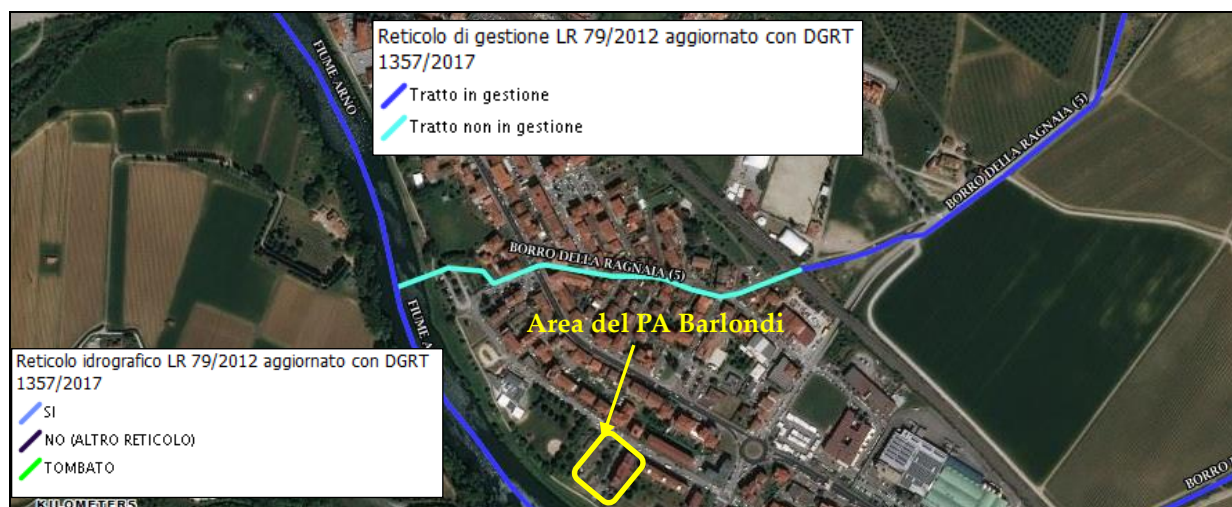 Reticolo di gestione LR 79/2012 aggiornato con DGRT
1357/2017
Tratto in gestione
Tratto non in gestione
FIUME ARNO
BORRO DELLA RAGNAIA (5)
BORRO DELLA RAGNAIA (5)
Area del PA Barlondi
FIUME A
Reticolo idrografico LR 79/2012 aggiornato con DGRT
1357/2017
SI
NO (ALTRO RETICOLO)
TOMBATO
KILOMETERS
BORRO